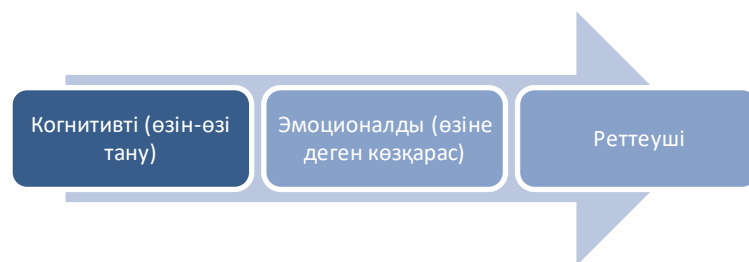 Когнитивті (өзін-өзі
тану)
Эмоционалды (өзіне
деген көзқарас)
Реттеуші